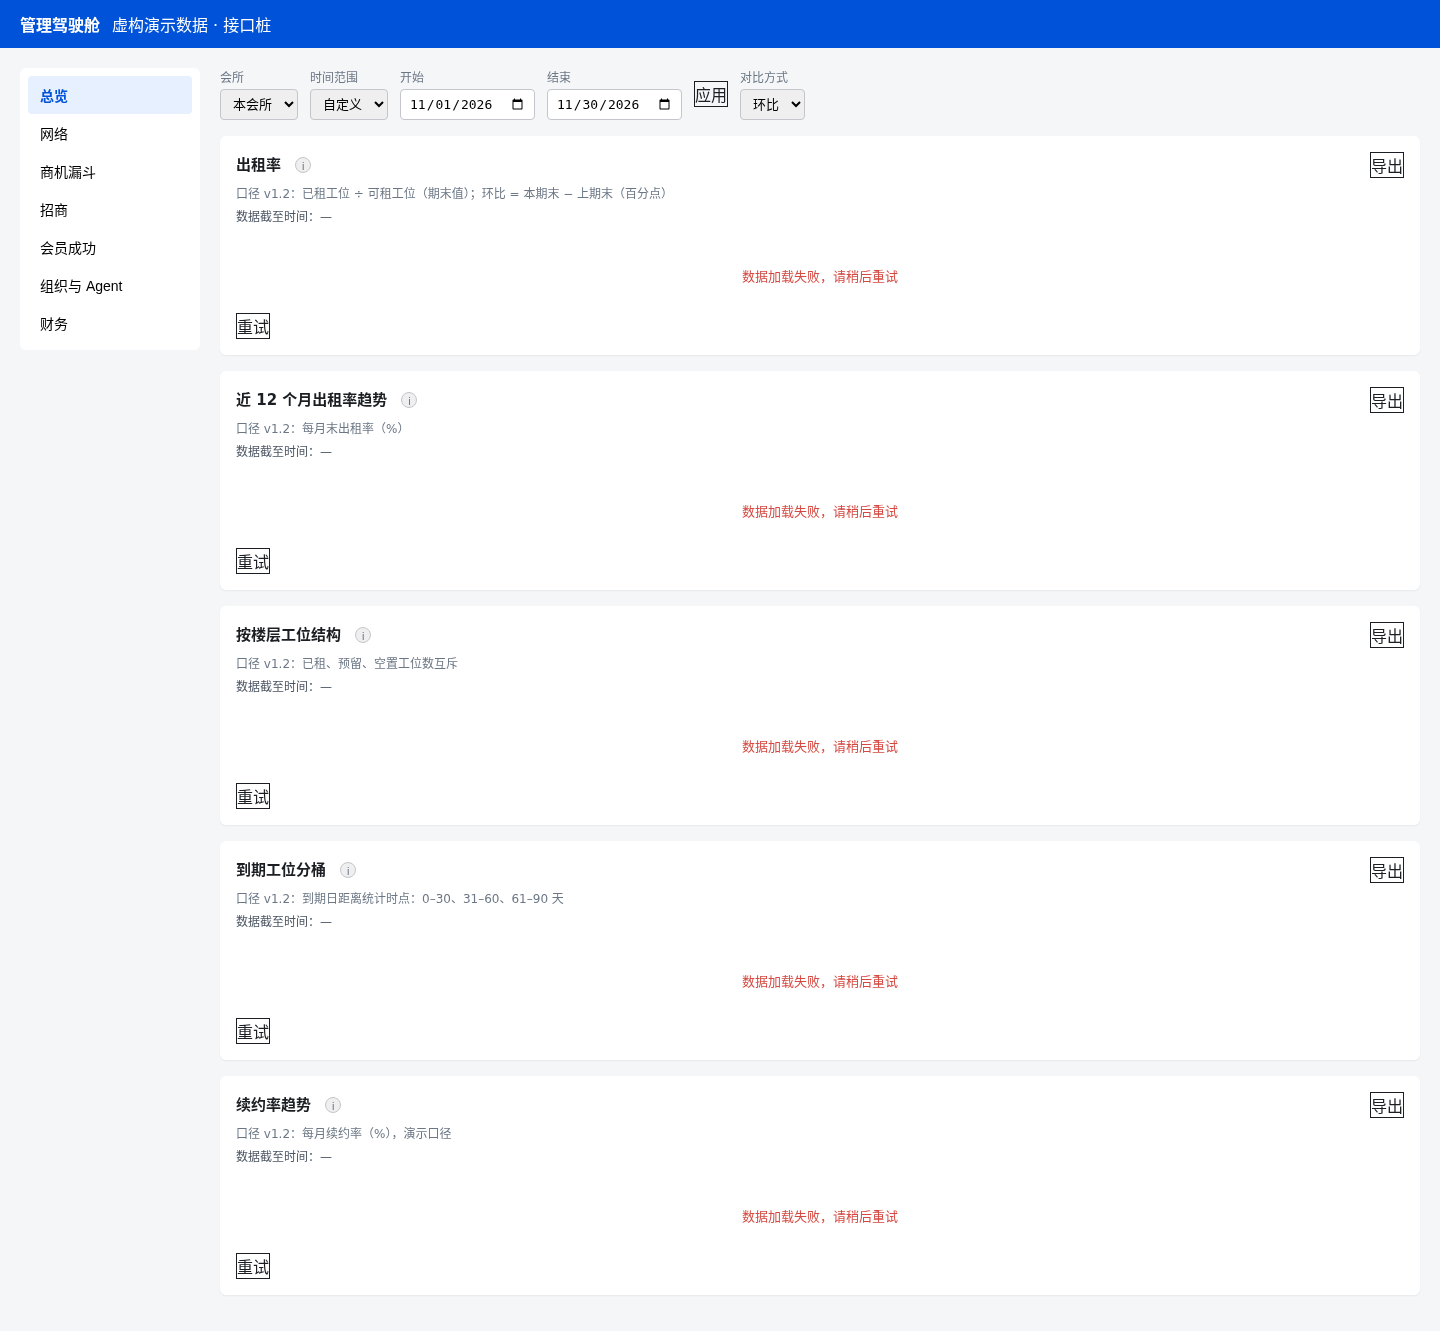 管理驾驶舱 虚构演示数据 · 接口桩
总览
网络
商机漏斗
招商
会员成功
组织与 Agent
财务
会所 时间范围 开始 结束 对比方式
本会所 自定义 11/01/2026 11/30/2026 应用 环比
出租率 i 导出
口径 v1.2：已租工位 ÷ 可租工位（期末值）；环比 = 本期末 − 上期末（百分点）
数据截至时间：—
数据加载失败，请稍后重试
重试
近 12 个月出租率趋势 i 导出
口径 v1.2：每月末出租率（%）
数据截至时间：—
数据加载失败，请稍后重试
重试
按楼层工位结构 i 导出
口径 v1.2：已租、预留、空置工位数互斥
数据截至时间：—
数据加载失败，请稍后重试
重试
到期工位分桶 i 导出
口径 v1.2：到期日距离统计时点：0–30、31–60、61–90 天
数据截至时间：—
数据加载失败，请稍后重试
重试
续约率趋势 i 导出
口径 v1.2：每月续约率（%），演示口径
数据截至时间：—
数据加载失败，请稍后重试
重试